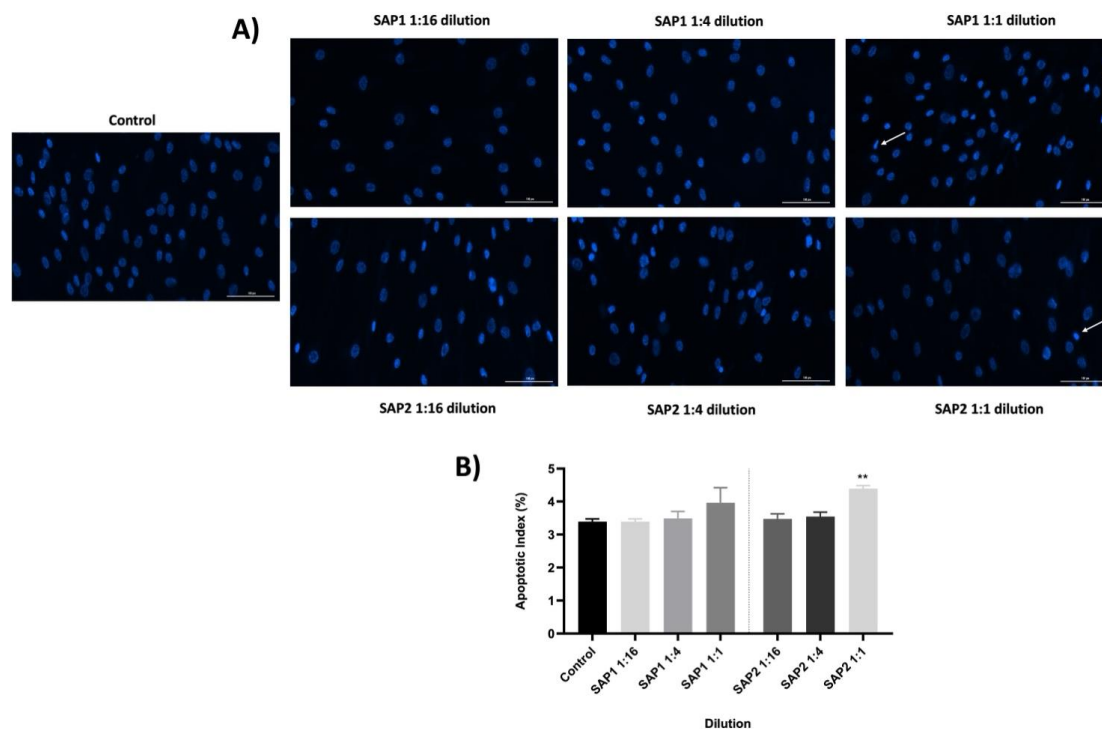 A)
SAP1 1:16 dilution
SAP1 1:4 dilution
SAP1 1:1 dilution
Control
SAP2 1:16 dilution
SAP2 1:4 dilution
SAP2 1:1 dilution
B)
Apoptotic Index (%)
5
4
3
2
1
0
**
Control
SAP1 1:16
SAP1 1:4
SAP1 1:1
SAP2 1:16
SAP2 1:4
SAP2 1:1
Dilution